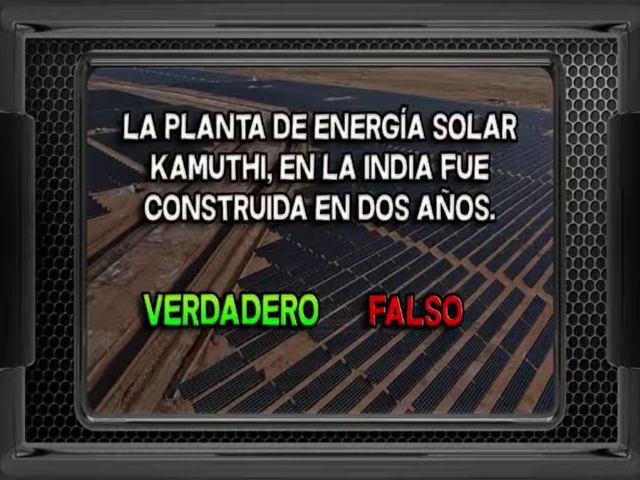 LA PLANTA DE ENERGÍA SOLAR
KAMUTHI, EN LA INDIA FUE
CONSTRUIDA EN DOS AÑOS.
VERDADERO FALSO